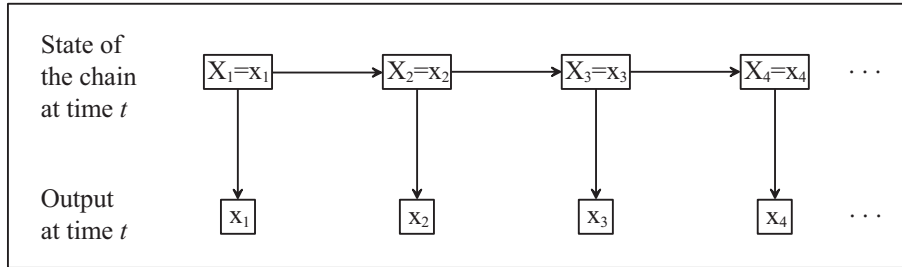 State of
the chain
at time t
X₁=x₁ X₂=x₂ X₃=x₃ X₄=x₄ ...
Output
at time t
x₁ x₂ x₃ x₄ ...